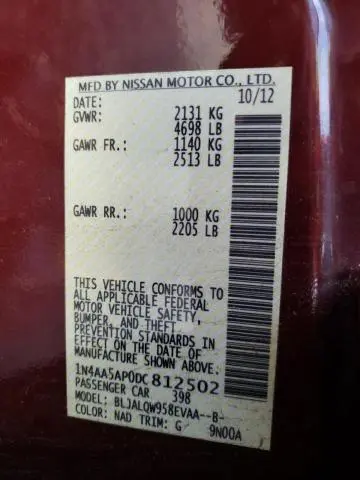 MFD BY NISSAN MOTOR CO., LTD.
DATE: 10/12
GVWR: 2131 KG
4698 LB
GAWR FR.: 1140 KG
2513 LB
GAWR RR.: 1000 KG
2205 LB
THIS VEHICLE CONFORMS TO
ALL APPLICABLE FEDERAL
MOTOR VEHICLE SAFETY,
BUMPER, AND THEFT
PREVENTION STANDARDS IN
EFFECT ON THE DATE OF
MANUFACTURE SHOWN ABOVE.
1N4AA5AP0DC812502
PASSENGER CAR 398
MODEL: BLJALQW958EVAA--B-
COLOR: NAD TRIM: G 9N00A